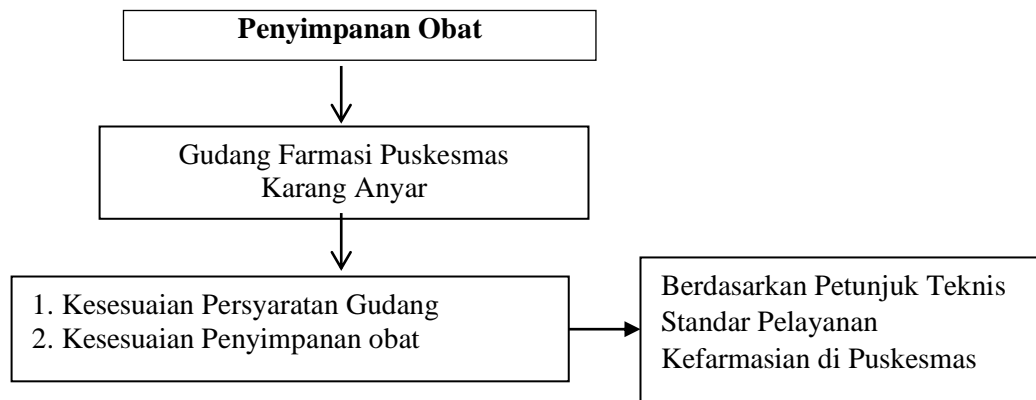 Penyimpanan Obat
Gudang Farmasi Puskesmas
Karang Anyar
1. Kesesuaian Persyaratan Gudang
2. Kesesuaian Penyimpanan obat
Berdasarkan Petunjuk Teknis
Standar Pelayanan
Kefarmasian di Puskesmas